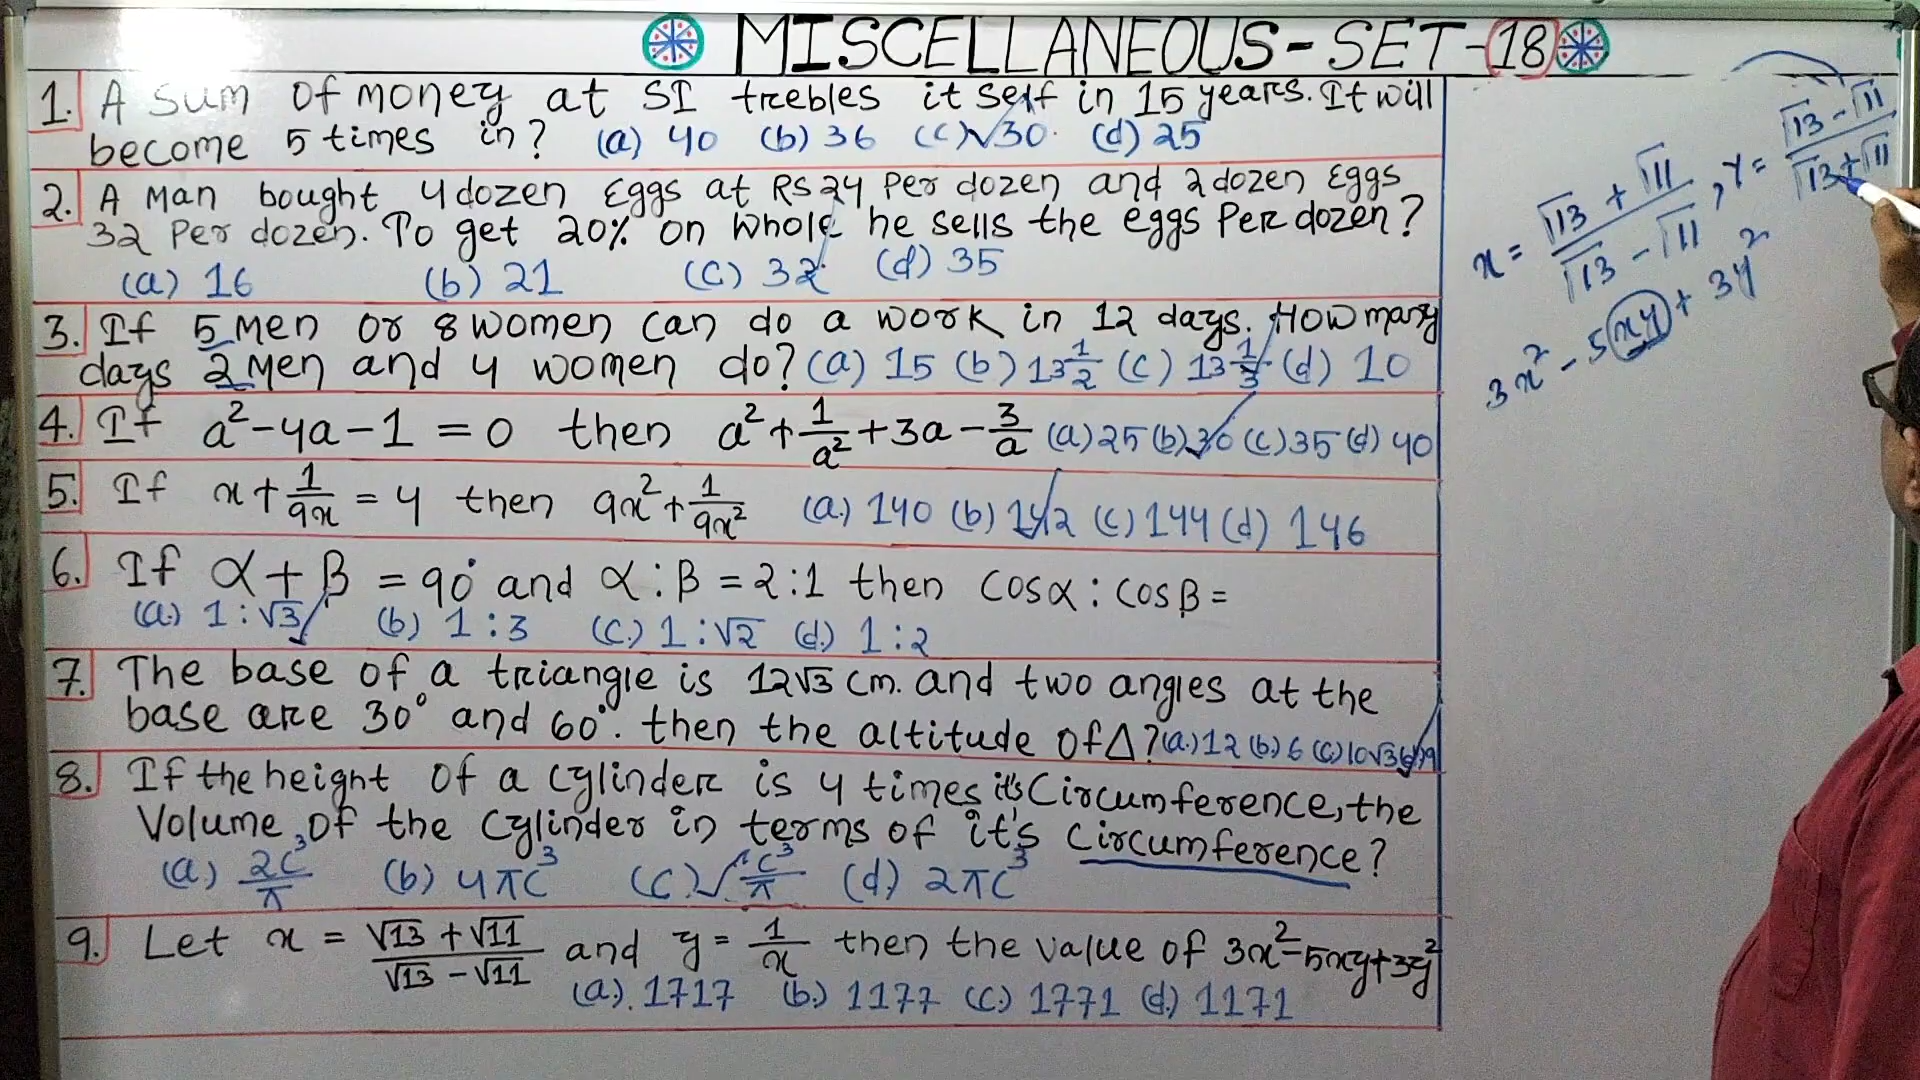 MISCELLANEOUS-SET-18
1. A sum of money at SI trebles it self in 15 years. It will
become 5 times in? (a) 40 (b) 36 (c) 30 (d) 25
2. A Man bought 4 dozen Eggs at RS 24 Per dozen and 2 dozen Eggs
32 Per dozen. To get 20% on whole he sells the eggs Per dozen?
(a) 16 (b) 21 (c) 32 (d) 35
3. If 5 Men or 8 women can do a work in 12 days. How many
days 2 Men and 4 women do? (a) 15 (b) 13 1/2 (c) 13 1/3 (d) 10
4. If a²-4a-1 = 0 then a²+1/a²+3a-3/a (a) 25 (b) 30 (c) 35 (d) 40
5. If x+1/9x = 4 then 9x²+1/9x² (a.) 140 (b) 142 (c) 144 (d) 146
6. If α+β = 90° and α:β = 2:1 then cosα : cosβ =
(a.) 1:√3 (b) 1:3 (c.) 1:√2 (d.) 1:2
7. The base of a triangle is 12√3 cm. and two angles at the
base are 30° and 60°. then the altitude of Δ? (a.) 12 (b.) 6 (c) 10√3 (d) 9
8. If the height of a cylinder is 4 times it's Circumference, the
Volume of the cylinder in terms of it's circumference?
(a.) 2c³/π (b) 4πc³ (c.) c³/π (d.) 2πc³
9. Let x = √13+√11/√13-√11 and y = 1/x then the value of 3x²-5xy+3y²
(a.) 1717 (b.) 1177 (c.) 1771 (d.) 1171
x = √13 + √11/√13 - √11, y = √13 - √11/√13 + √11
3x² - 5xy + 3y²